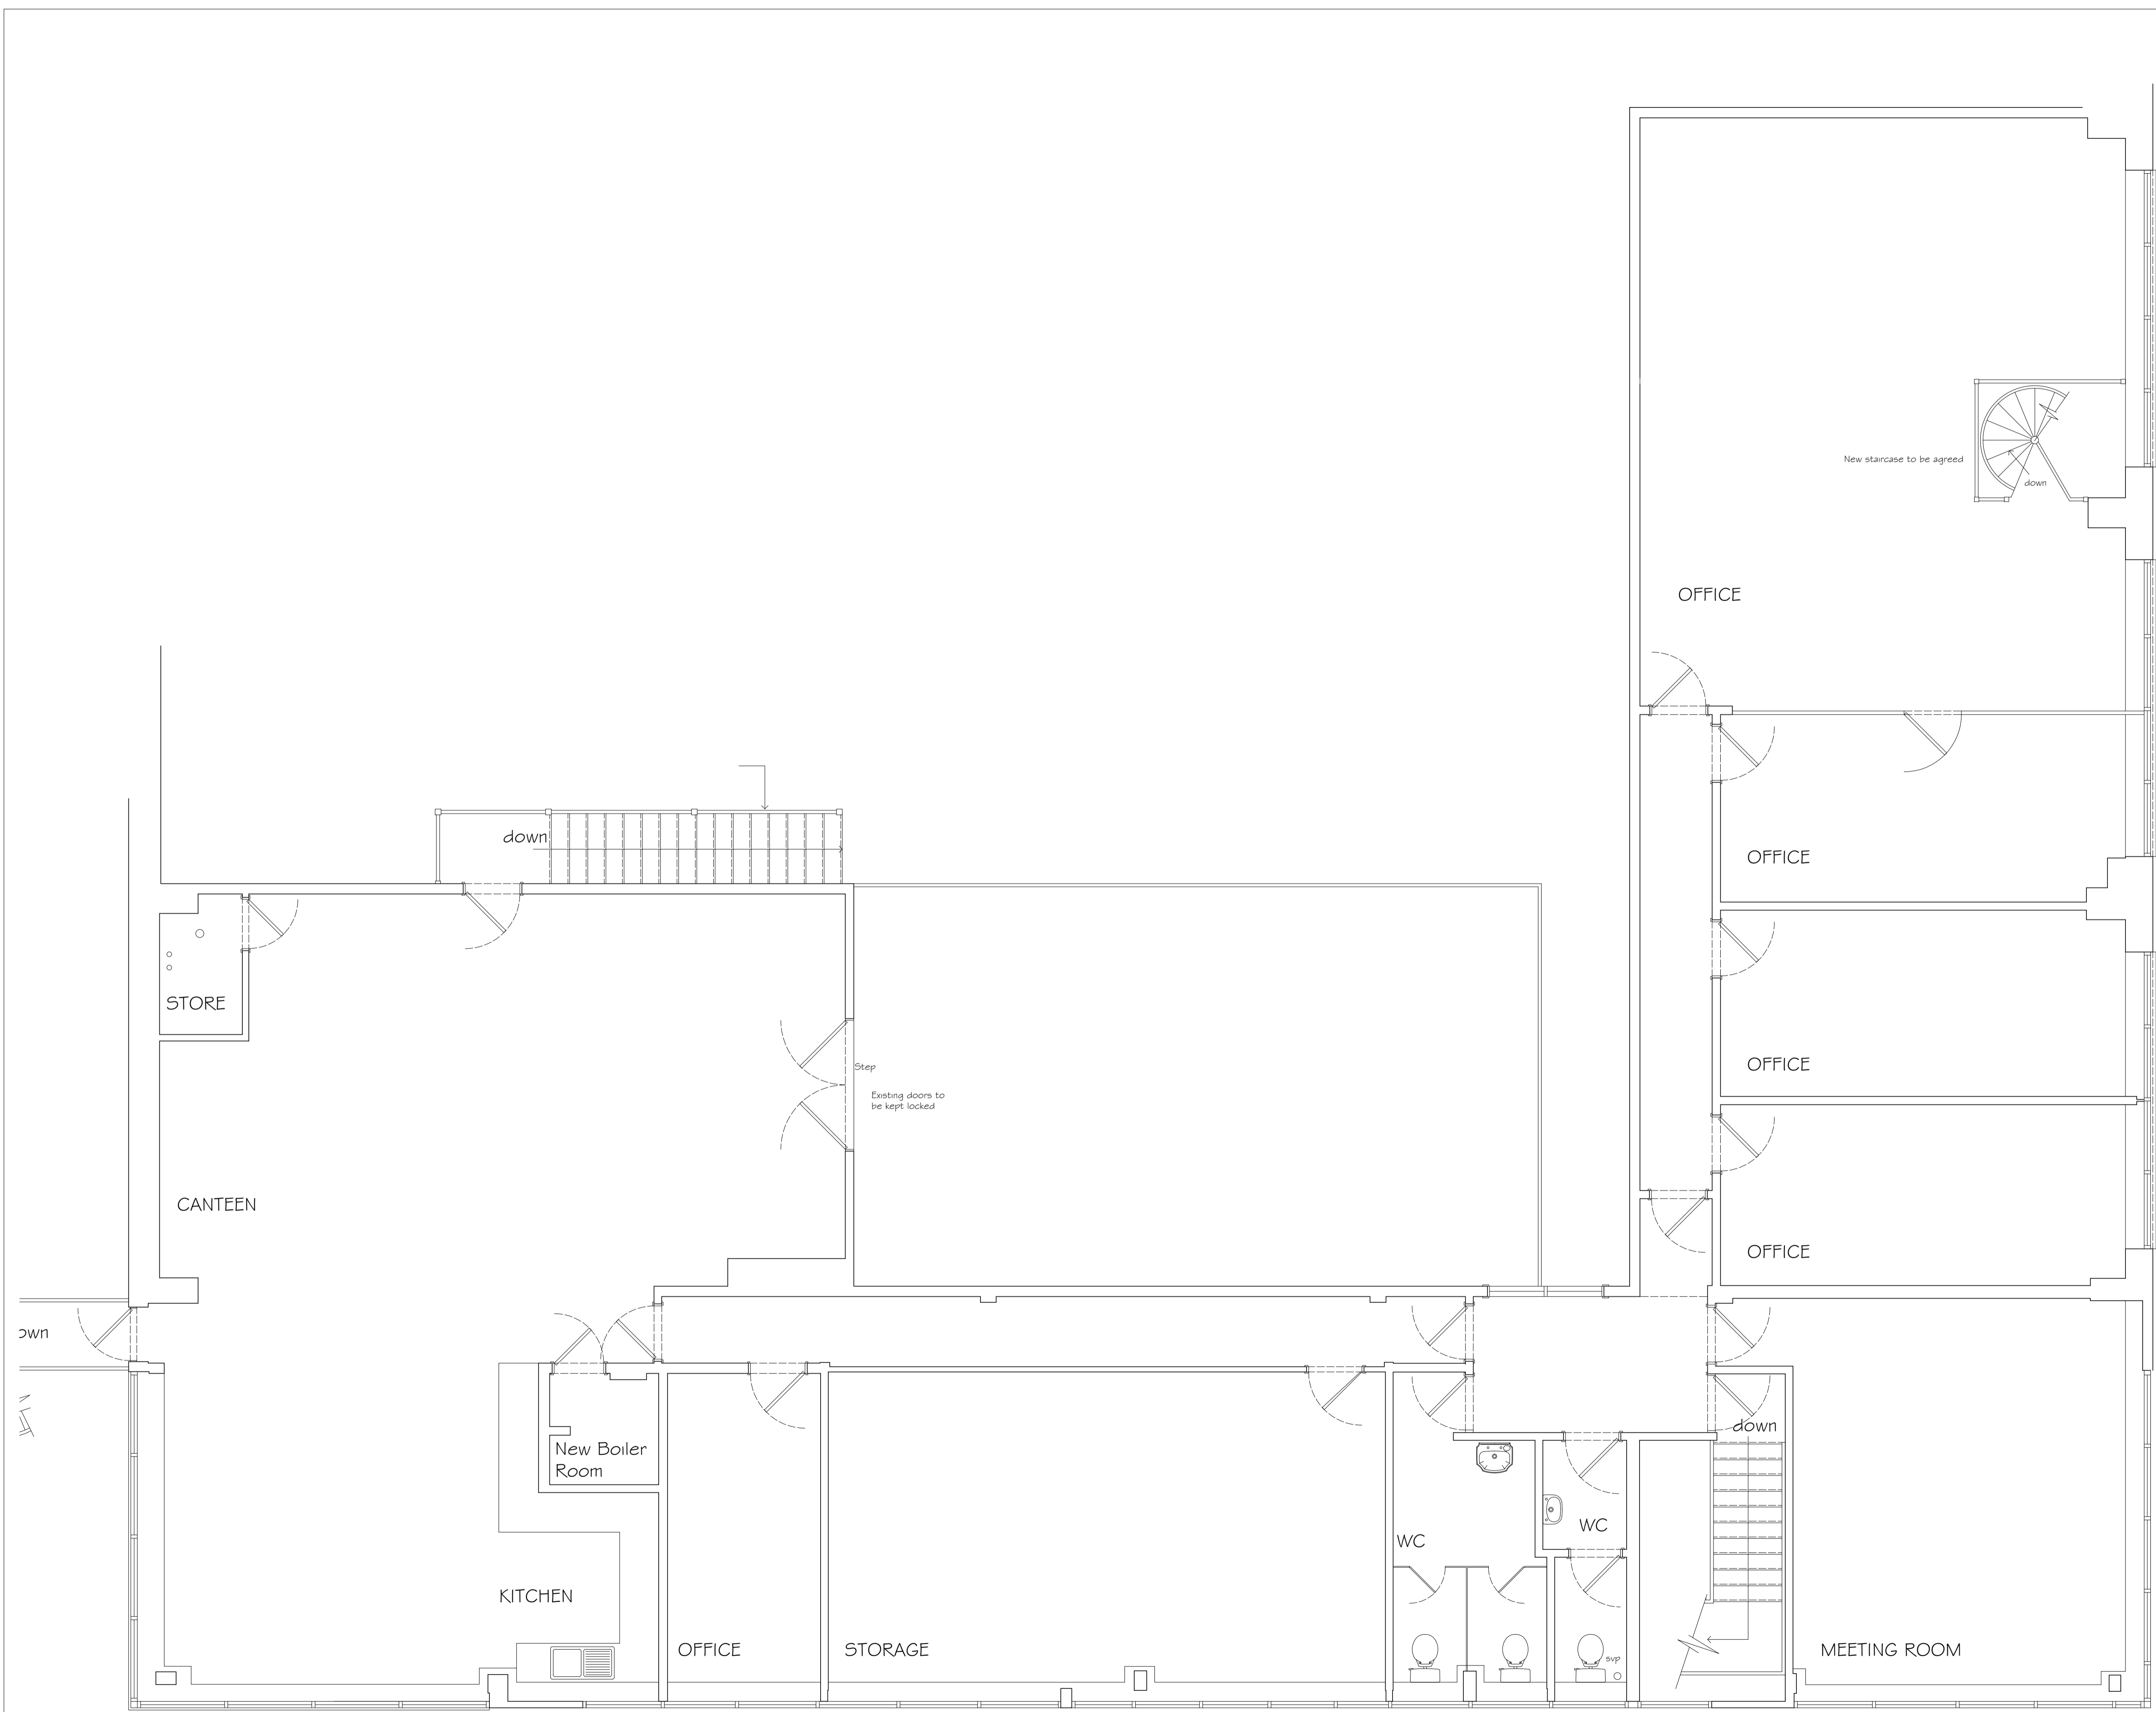 New staircase to be agreed
down
OFFICE
down
OFFICE
STORE
Step
Existing doors to
be kept locked
OFFICE
CANTEEN
OFFICE
own
down
New Boiler
Room
WC
WC
KITCHEN
OFFICE
STORAGE
svp
MEETING ROOM